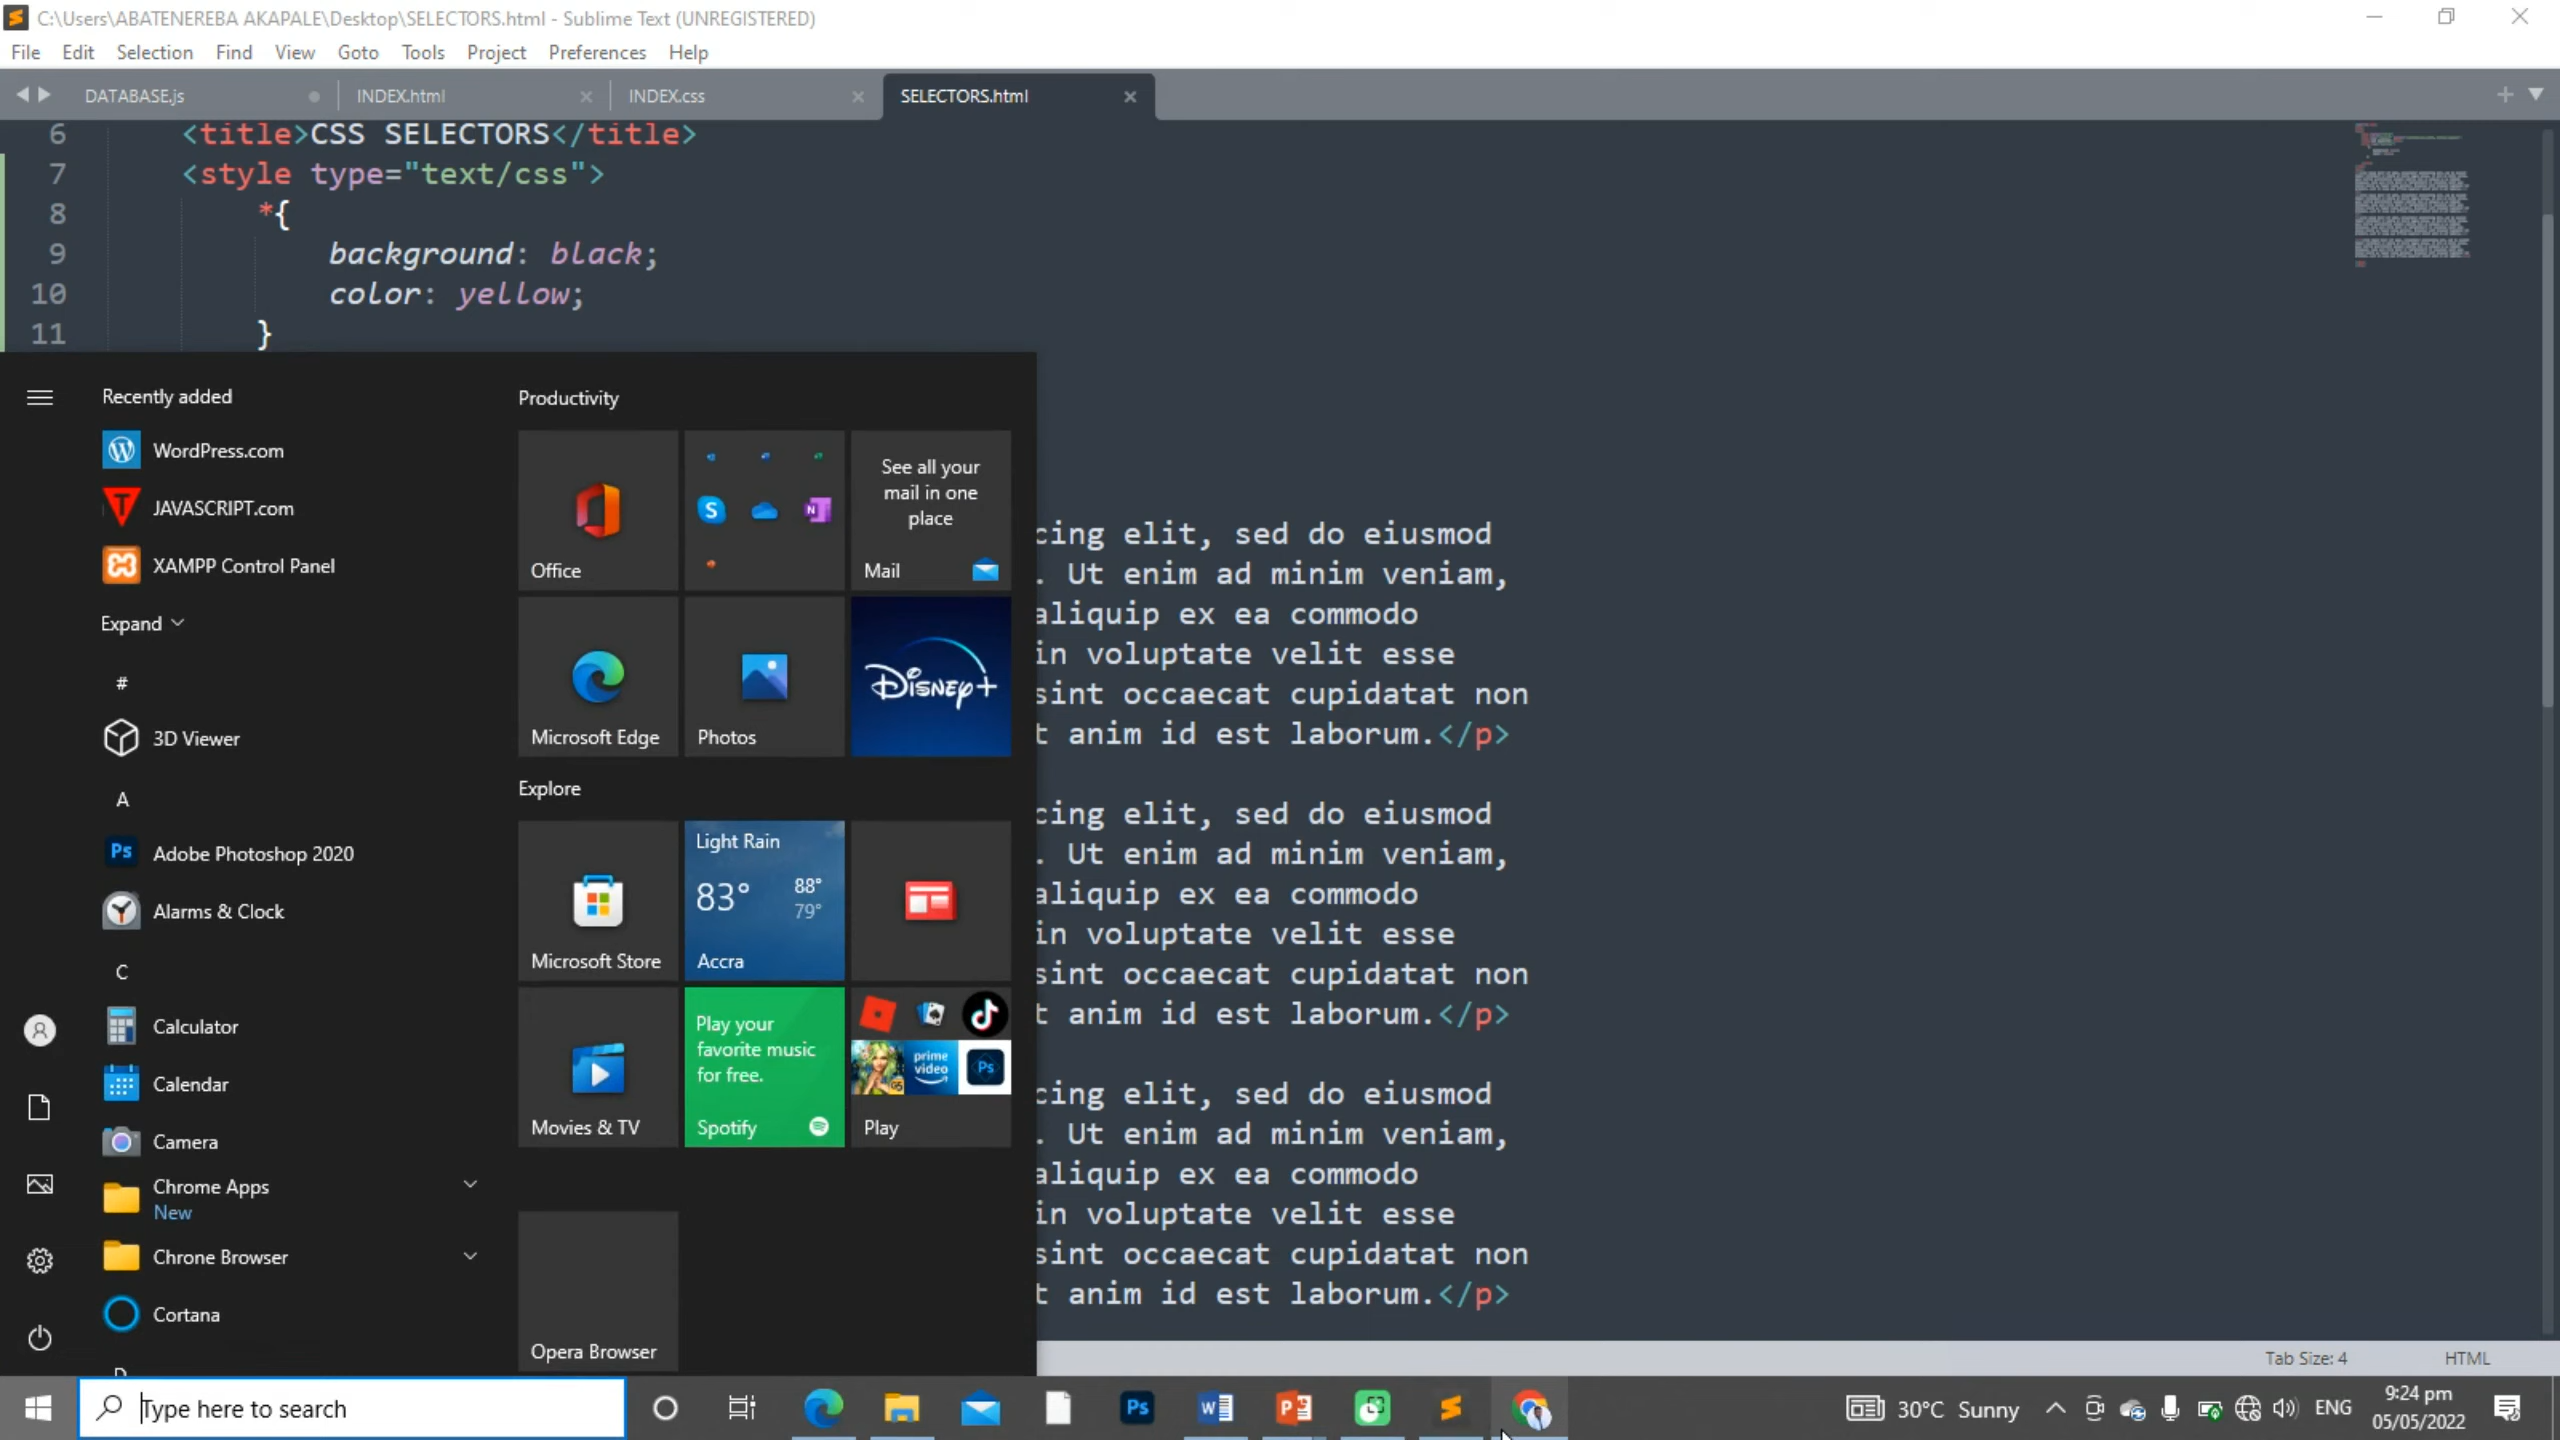 C:\Users\ABATENEREBA AKAPALE\Desktop\SELECTORS.html - Sublime Text (UNREGISTERED)
File Edit Selection Find View Goto Tools Project Preferences Help
DATABASE.js INDEX.html INDEX.css SELECTORS.html
6 <title>CSS SELECTORS</title>
7 <style type="text/css">
8 *{
9 background: black;
10 color: yellow;
11 }
Recently added
WordPress.com
JAVASCRIPT.com
XAMPP Control Panel
Expand
#
3D Viewer
A
Adobe Photoshop 2020
Alarms & Clock
C
Calculator
Calendar
Camera
Chrome Apps
New
Chrone Browser
Cortana
Productivity
Office
See all your
mail in one
place
Mail
Microsoft Edge
Photos
Disney+
Explore
Microsoft Store
Light Rain
83° 88°
79°
Accra
Movies & TV
Play your
favorite music
for free.
Spotify
prime
video
Ps
Play
Opera Browser
cing elit, sed do eiusmod
. Ut enim ad minim veniam,
aliquip ex ea commodo
in voluptate velit esse
sint occaecat cupidatat non
t anim id est laborum.</p>
cing elit, sed do eiusmod
. Ut enim ad minim veniam,
aliquip ex ea commodo
in voluptate velit esse
sint occaecat cupidatat non
t anim id est laborum.</p>
cing elit, sed do eiusmod
. Ut enim ad minim veniam,
aliquip ex ea commodo
in voluptate velit esse
sint occaecat cupidatat non
t anim id est laborum.</p>
Tab Size: 4 HTML
Type here to search
Ps
30°C Sunny
ENG
9:24 pm
05/05/2022